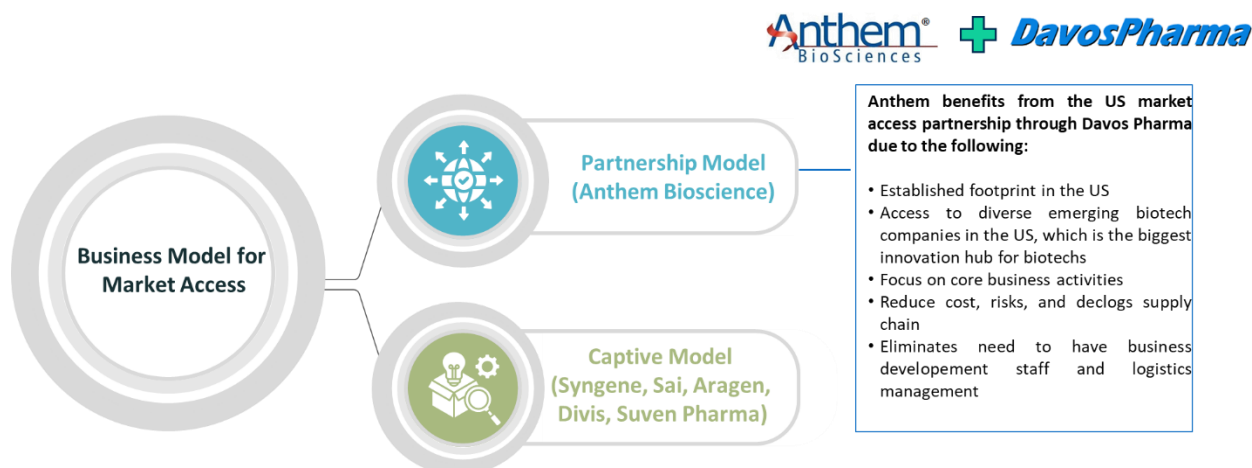 Anthem®
BioSciences
DavosPharma
Business Model for
Market Access
Partnership Model
(Anthem Bioscience)
Captive Model
(Syngene, Sai, Aragen,
Divis, Suven Pharma)
Anthem benefits from the US market
access partnership through Davos Pharma
due to the following:
• Established footprint in the US
• Access to diverse emerging biotech
companies in the US, which is the biggest
innovation hub for biotechs
• Focus on core business activities
• Reduce cost, risks, and declogs supply
chain
• Eliminates need to have business
developement staff and logistics
management